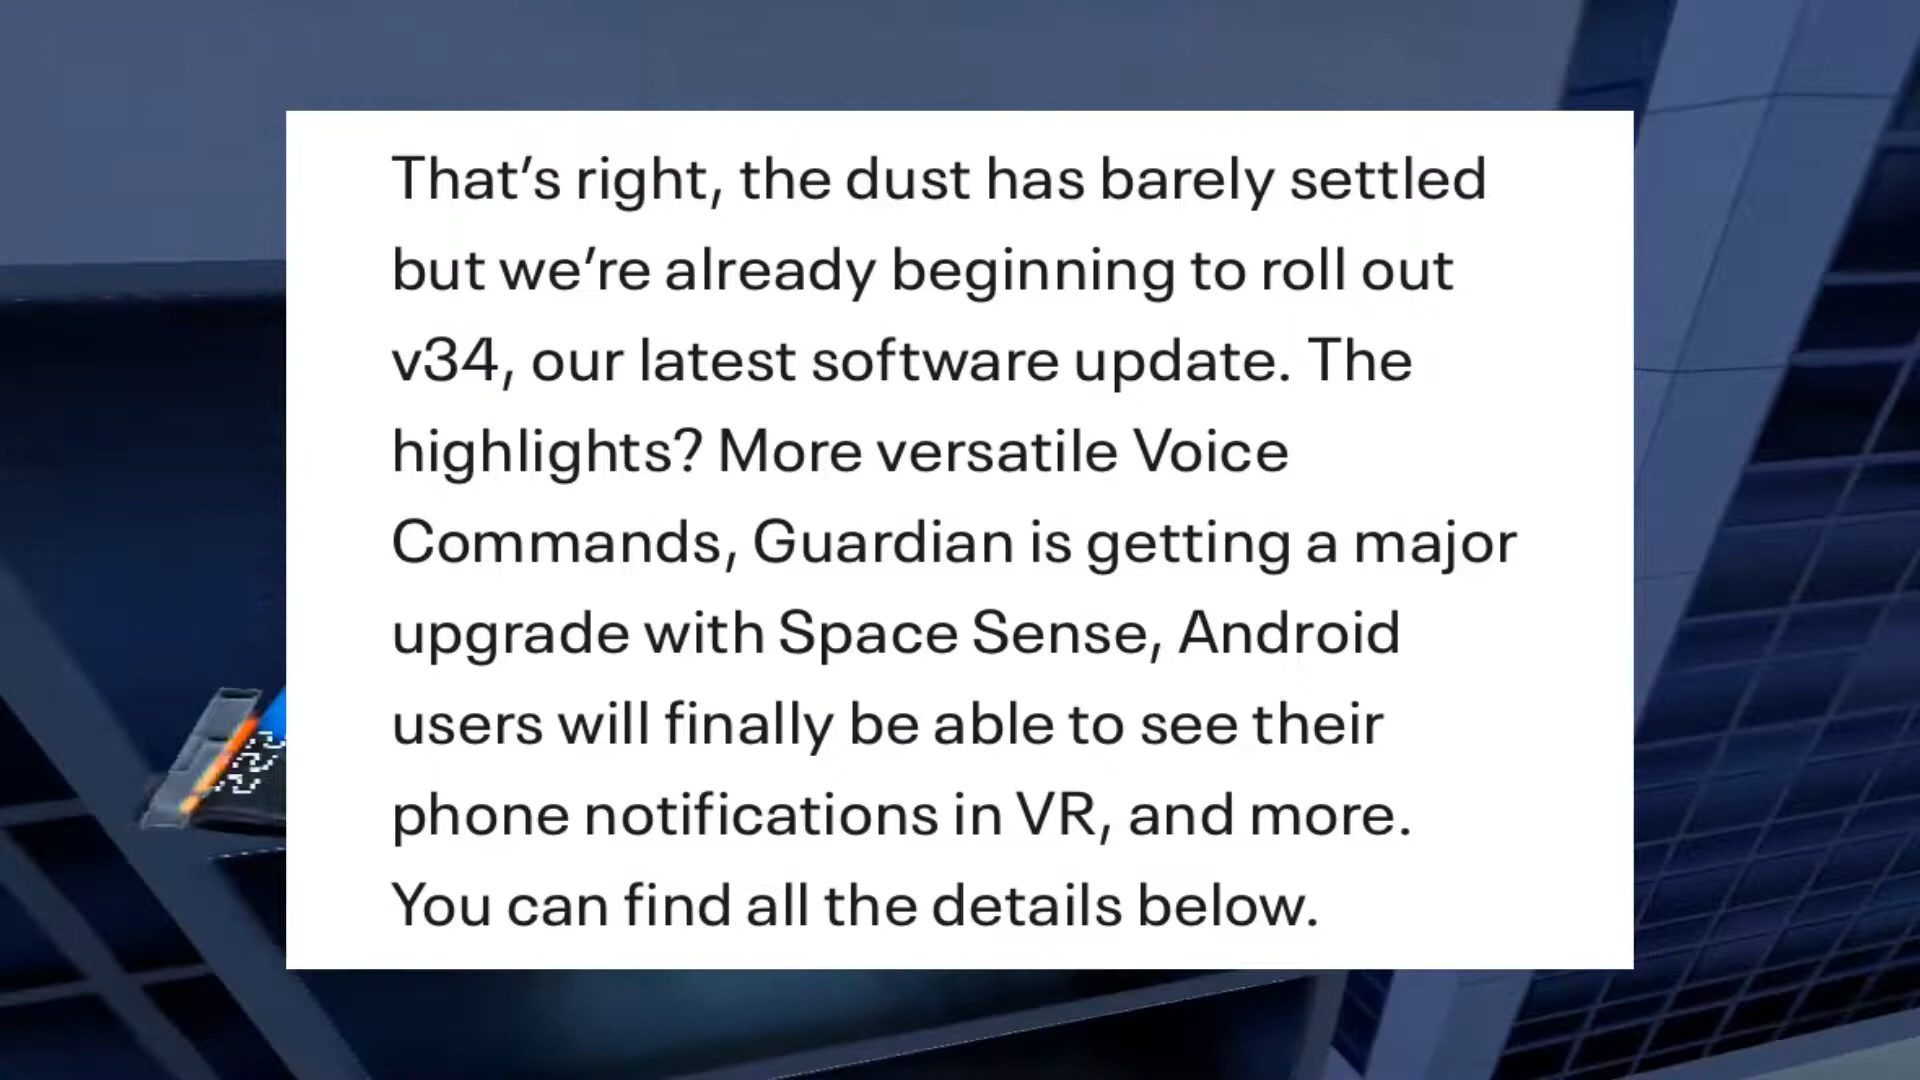 That’s right, the dust has barely settled
but we’re already beginning to roll out
v34, our latest software update. The
highlights? More versatile Voice
Commands, Guardian is getting a major
upgrade with Space Sense, Android
users will finally be able to see their
phone notifications in VR, and more.
You can find all the details below.